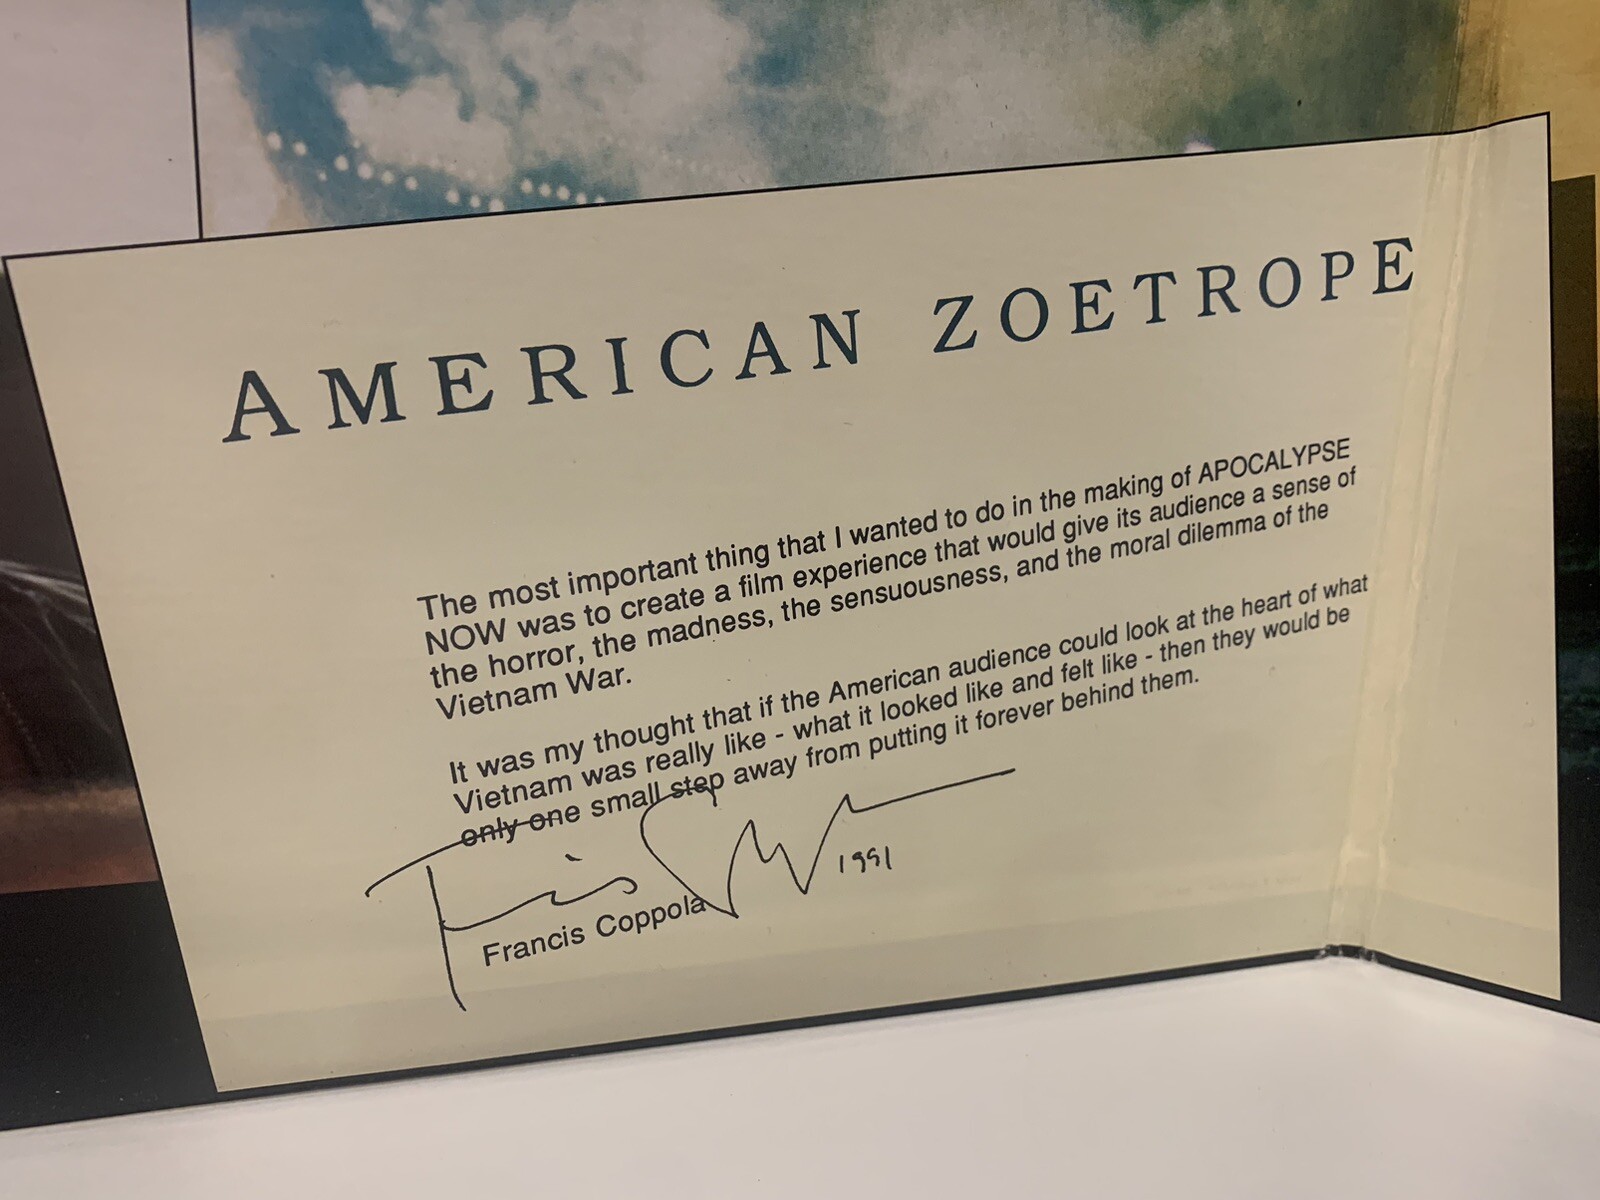 AMERICAN ZOETROPE
The most important thing that I wanted to do in the making of APOCALYPSE
NOW was to create a film experience that would give its audience a sense of
the horror, the madness, the sensuousness, and the moral dilemma of the
Vietnam War.
It was my thought that if the American audience could look at the heart of what
Vietnam was really like - what it looked like and felt like - then they would be
only one small step away from putting it forever behind them.
1991
Francis Coppola